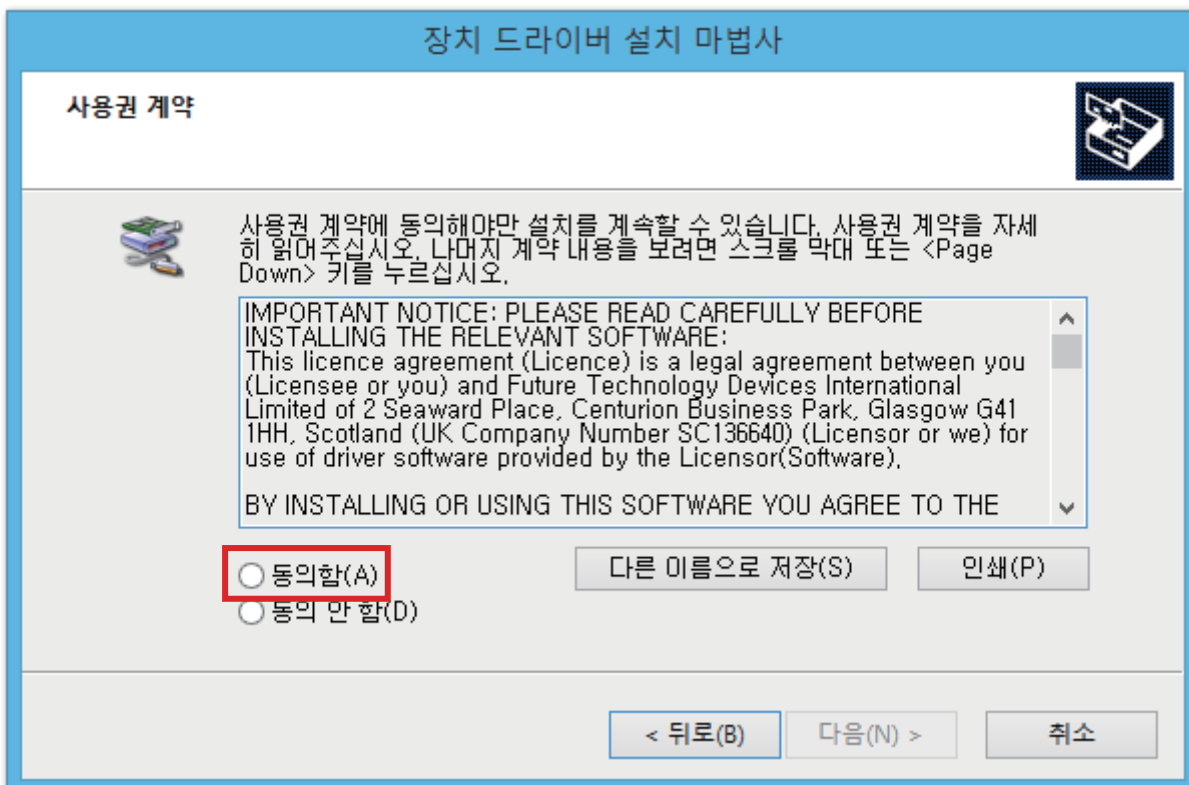 장치 드라이버 설치 마법사
사용권 계약
사용권 계약에 동의해야만 설치를 계속할 수 있습니다. 사용권 계약을 자세
히 읽어주십시오. 나머지 계약 내용을 보려면 스크롤 막대 또는 <Page
Down> 키를 누르십시오.
IMPORTANT NOTICE: PLEASE READ CAREFULLY BEFORE
INSTALLING THE RELEVANT SOFTWARE:
This licence agreement (Licence) is a legal agreement between you
(Licensee or you) and Future Technology Devices International
Limited of 2 Seaward Place, Centurion Business Park, Glasgow G41
1HH, Scotland (UK Company Number SC136640) (Licensor or we) for
use of driver software provided by the Licensor(Software).
BY INSTALLING OR USING THIS SOFTWARE YOU AGREE TO THE
동의함(A)
다른 이름으로 저장(S)
인쇄(P)
동의 안 함(D)
< 뒤로(B)
다음(N) >
취소